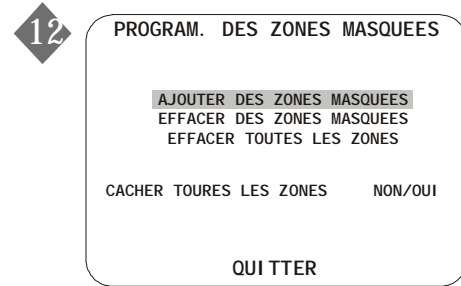 12
PROGRAM. DES ZONES MASQUEES
AJOUTER DES ZONES MASQUEES
EFFACER DES ZONES MASQUEES
EFFACER TOUTES LES ZONES
CACHER TOURES LES ZONES NON/OUI
QUITTER